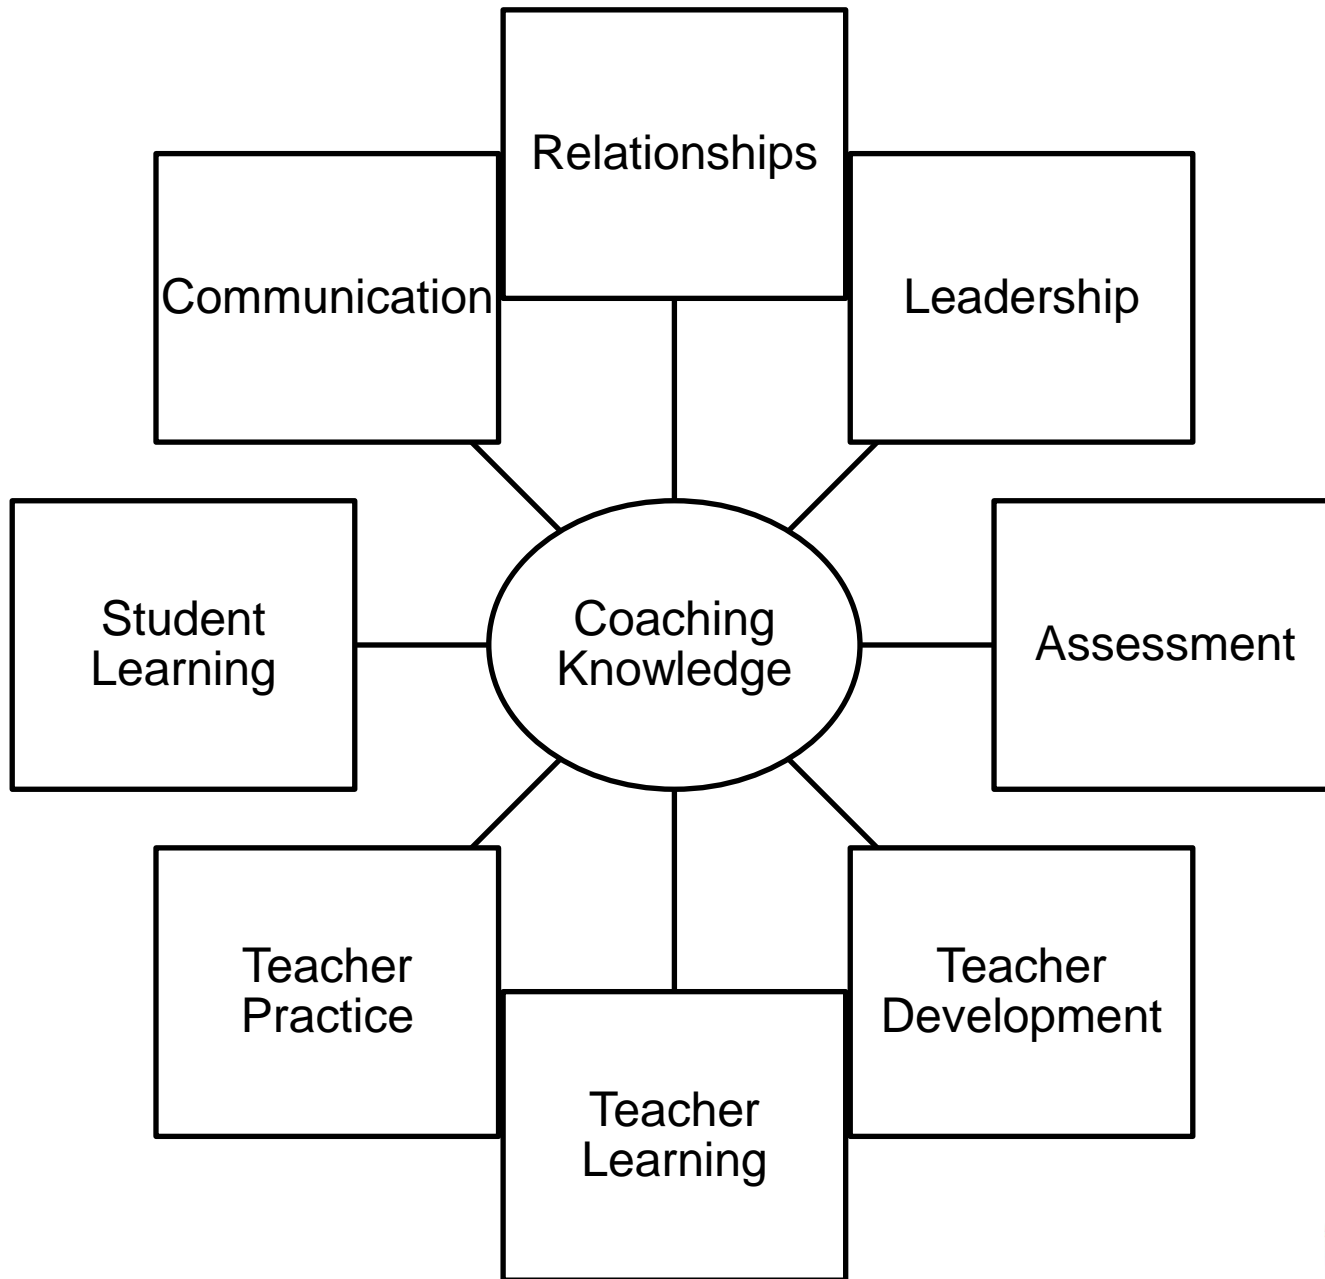 Relationships
Communication
Leadership
Student
Learning
Coaching
Knowledge
Assessment
Teacher
Practice
Teacher
Development
Teacher
Learning